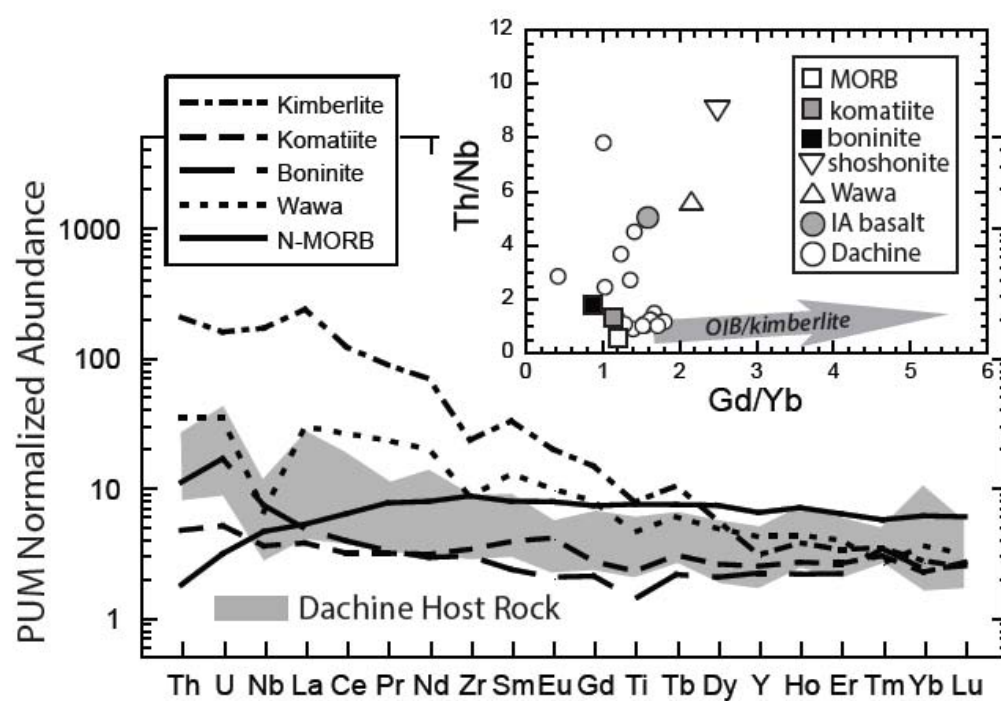 Kimberlite
Komatiite
Boninite
Wawa
N-MORB
PUM Normalized Abundance
1000
100
10
1
Dachine Host Rock
Th U Nb La Ce Pr Nd Zr Sm Eu Gd Ti Tb Dy Y Ho Er Tm Yb Lu
Th/Nb
12
10
8
6
4
2
0
MORB
komatiite
boninite
shoshonite
Wawa
IA basalt
Dachine
OIB/kimberlite
0 1 2 3 4 5 6
Gd/Yb